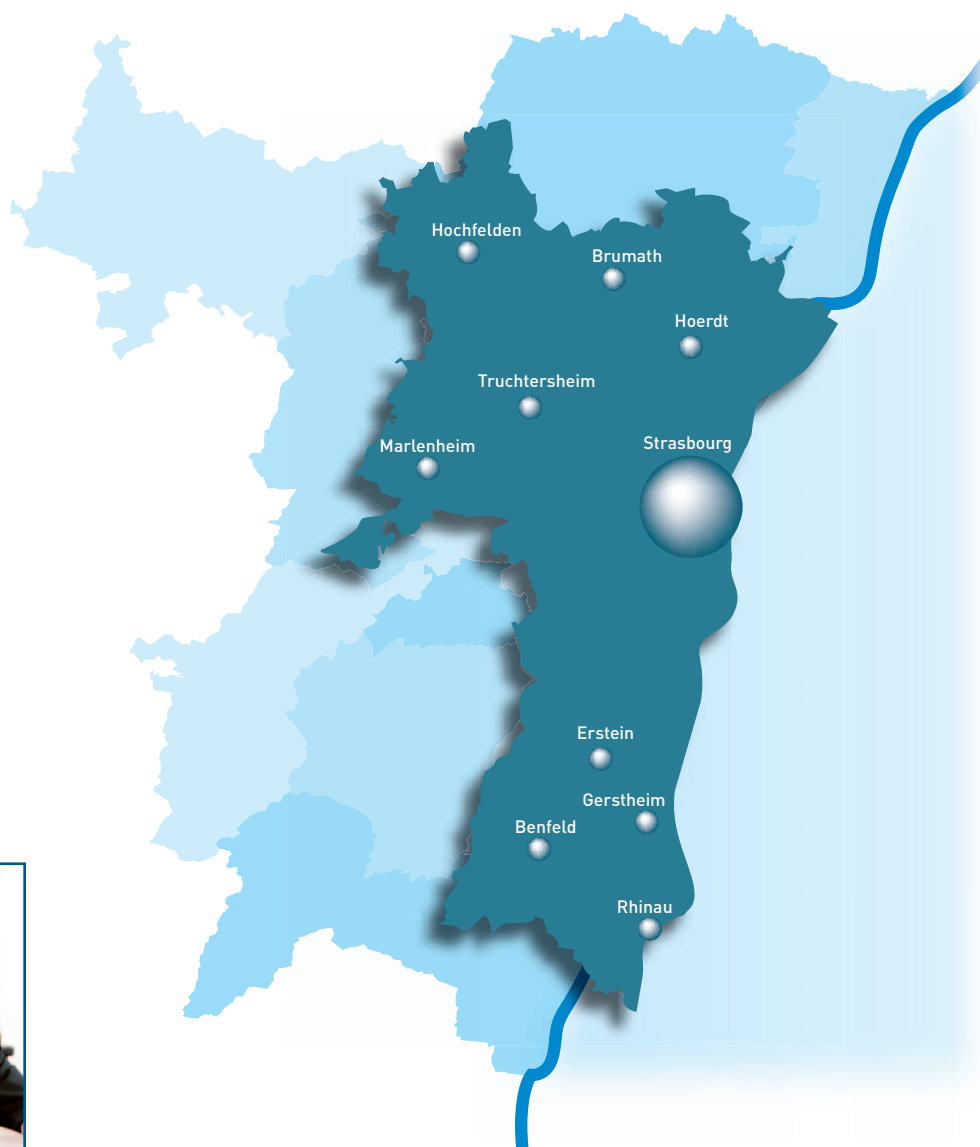 Hochfelden
Brumath
Hoerdt
Truchtersheim
Strasbourg
Marlenheim
Erstein
Gerstheim
Benfeld
Rhinau